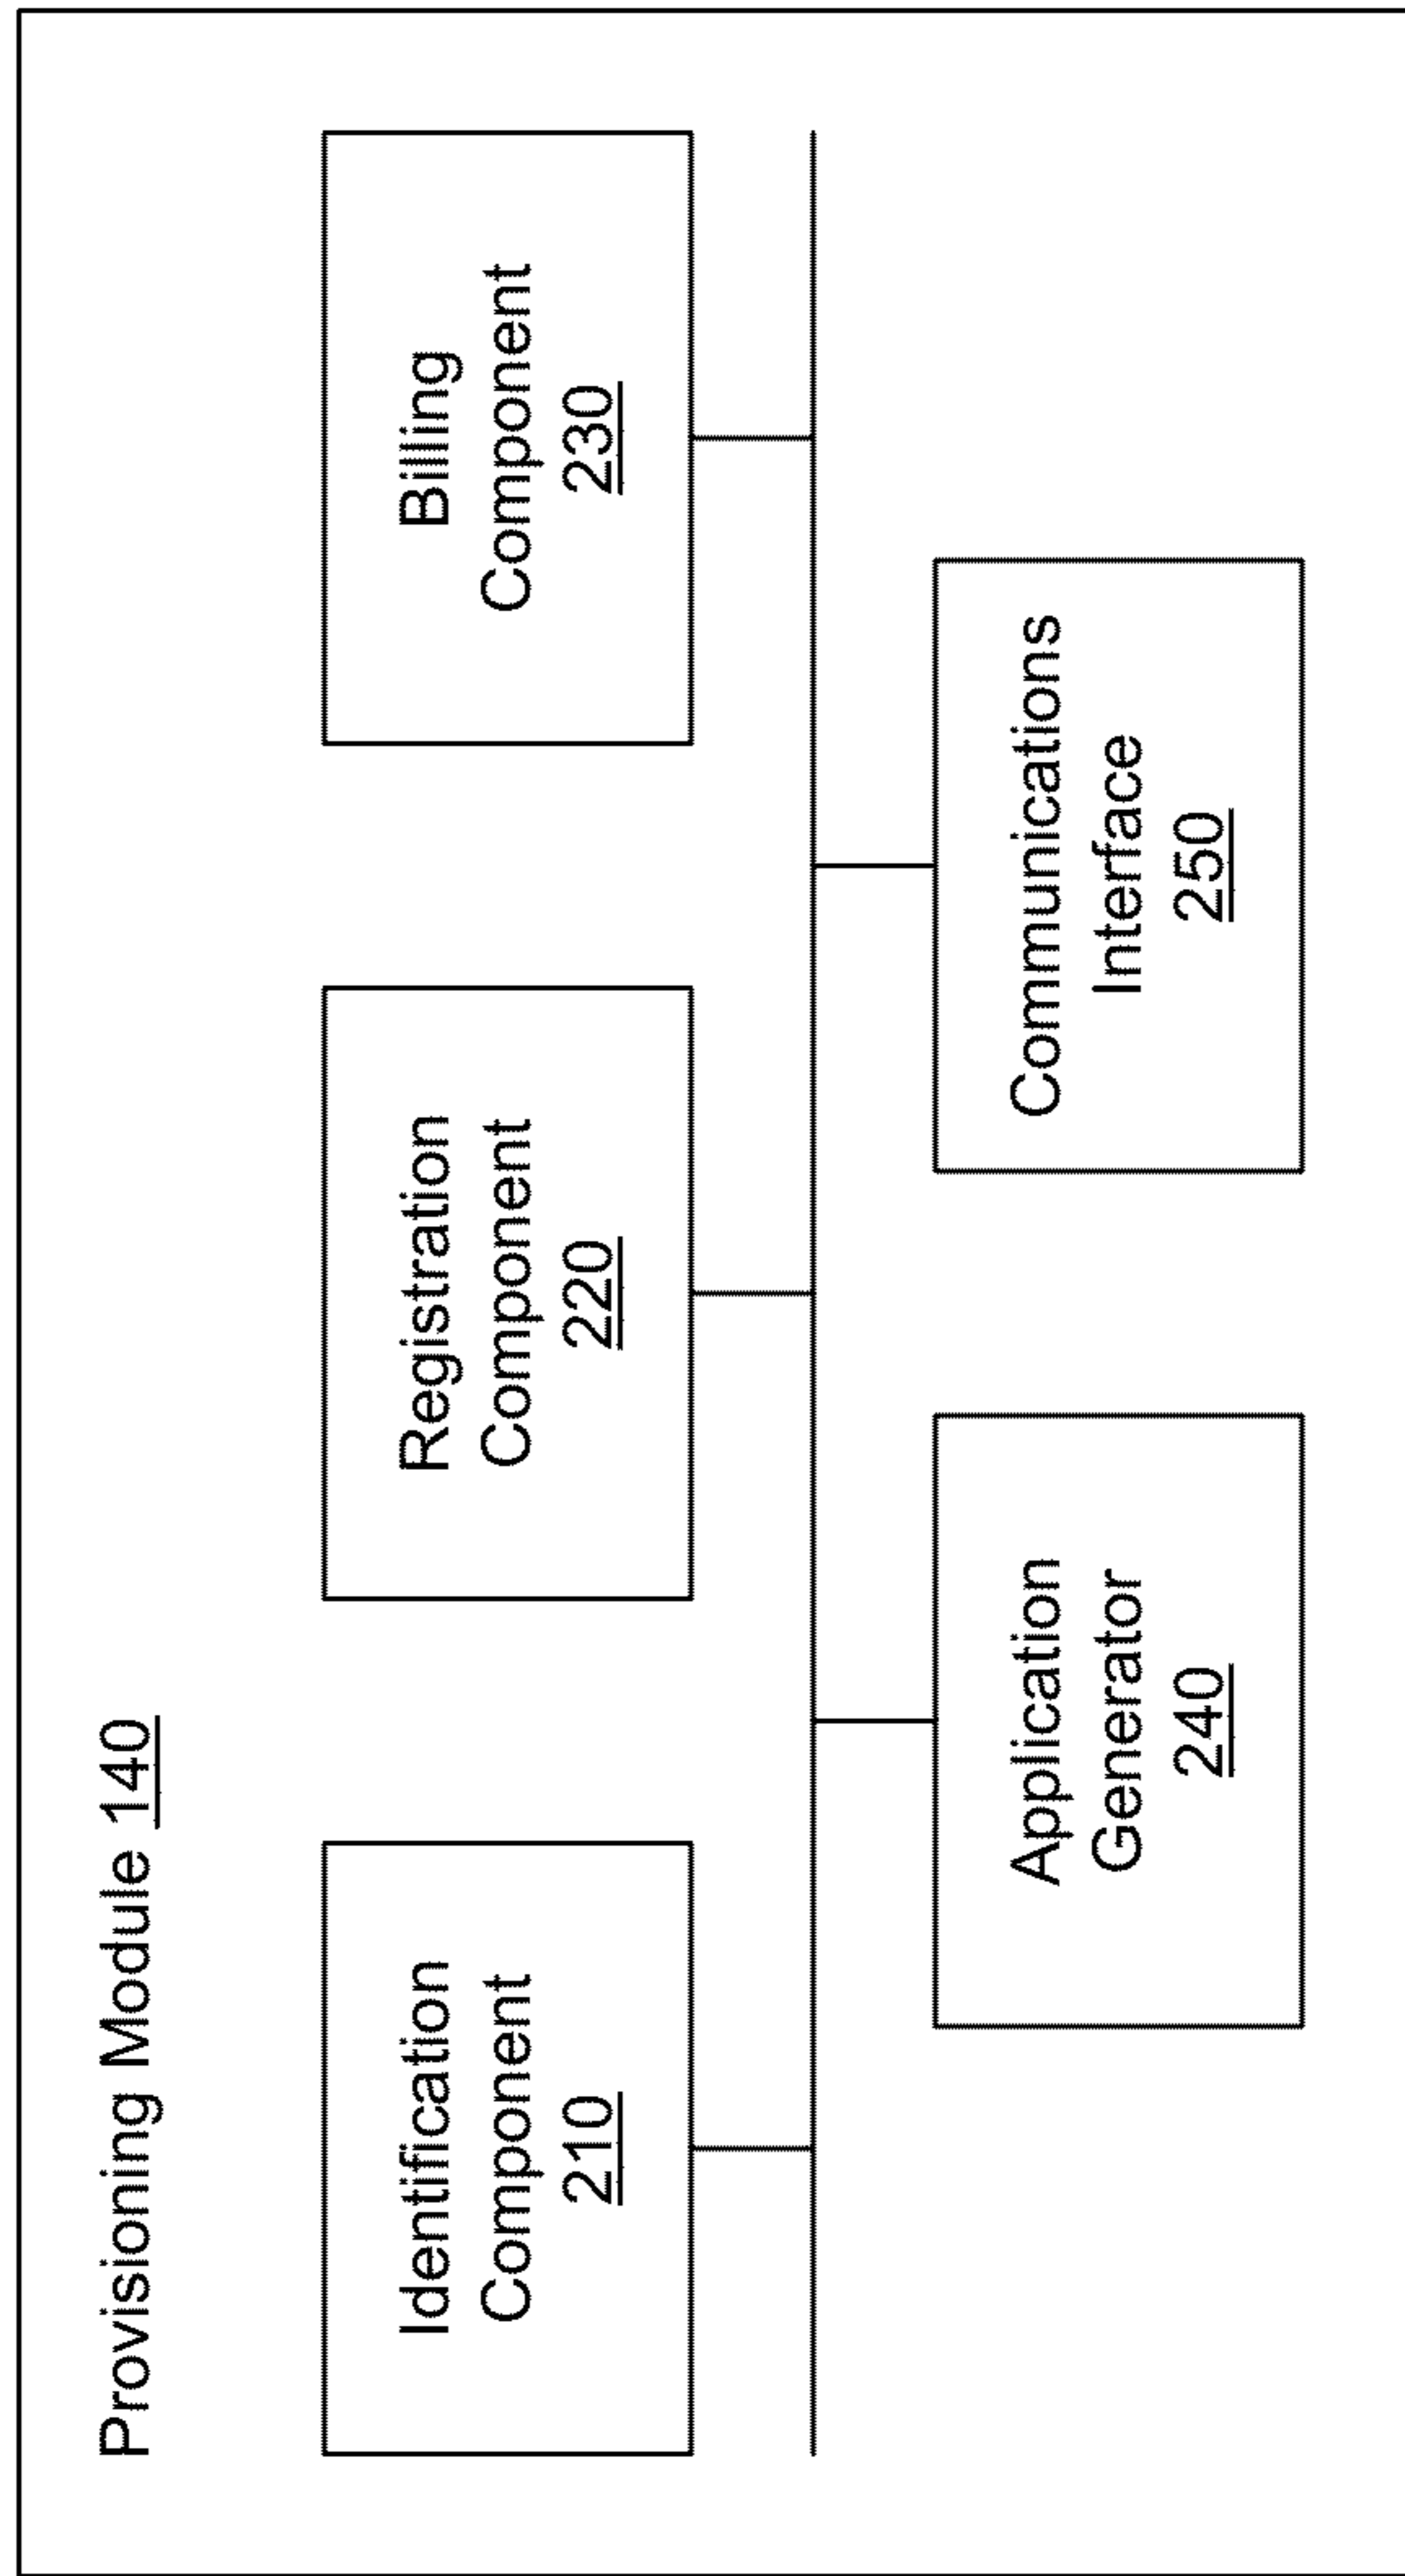 Provisioning Module 140
Identification
Component
210
Registration
Component
220
Billing
Component
230
Application
Generator
240
Communications
Interface
250